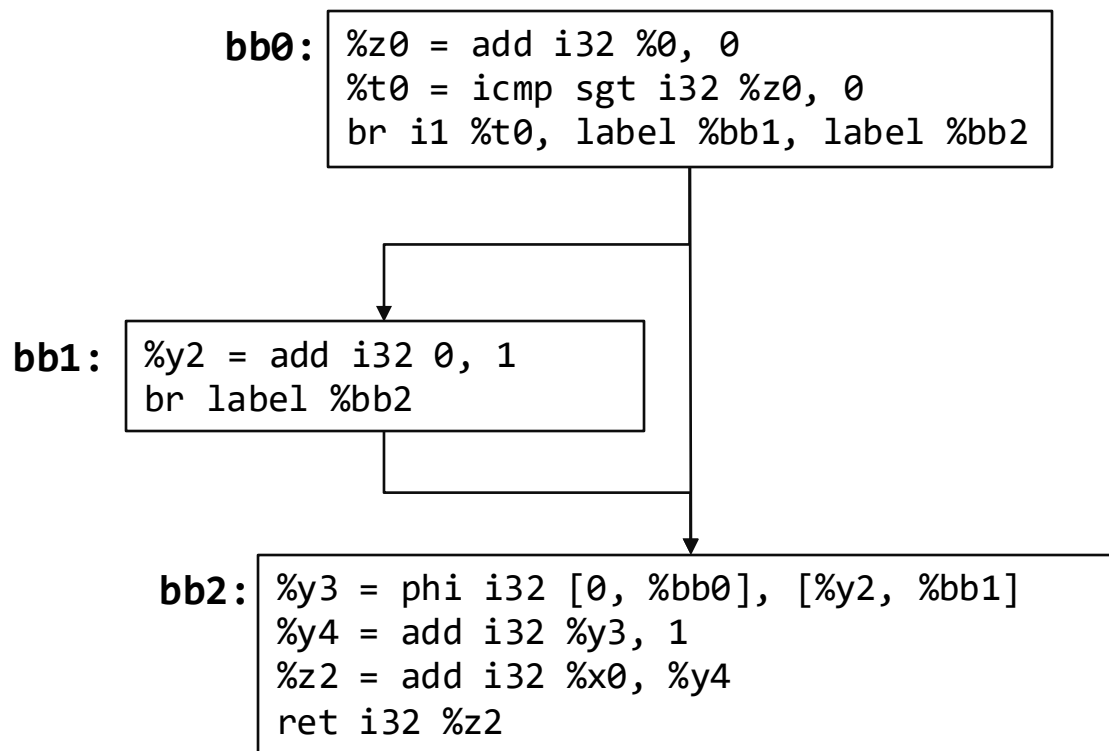 bb0:
%z0 = add i32 %0, 0
%t0 = icmp sgt i32 %z0, 0
br i1 %t0, label %bb1, label %bb2
bb1:
%y2 = add i32 0, 1
br label %bb2
bb2:
%y3 = phi i32 [0, %bb0], [%y2, %bb1]
%y4 = add i32 %y3, 1
%z2 = add i32 %x0, %y4
ret i32 %z2